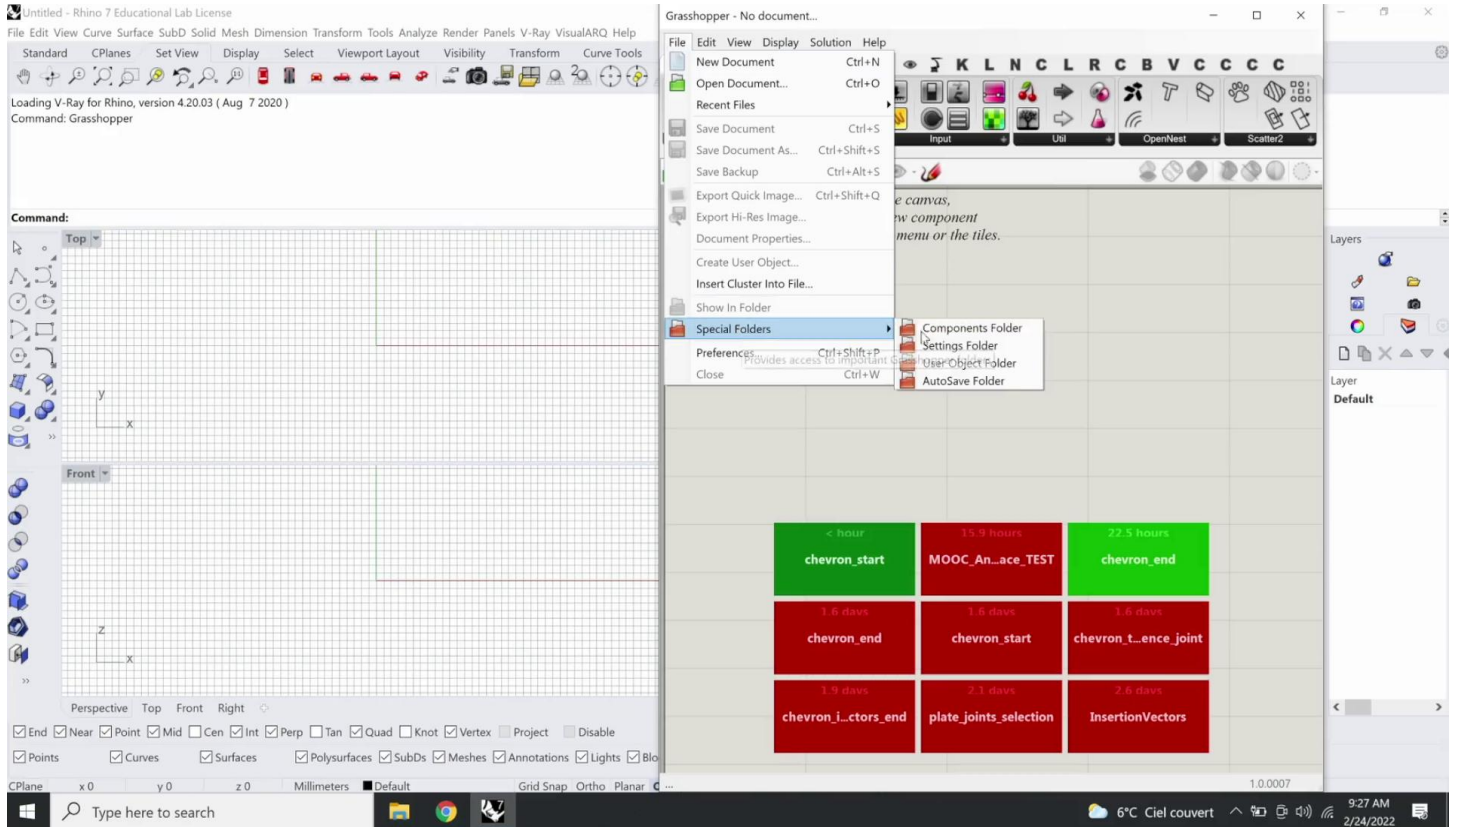 Untitled - Rhino 7 Educational Lab License
File Edit View Curve Surface SubD Solid Mesh Dimension Transform Tools Analyze Render Panels V-Ray VisualARQ Help
Standard CPlanes Set View Display Select Viewport Layout Visibility Transform Curve Tools
Loading V-Ray for Rhino, version 4.20.03 ( Aug 7 2020 )
Command: Grasshopper
Command:
Top
y
x
Front
z
x
Perspective Top Front Right
End Near Point Mid Cen Int Perp Tan Quad Knot Vertex Project Disable
Points Curves Surfaces Polysurfaces SubDs Meshes Annotations Lights Blo
CPlane x 0 y 0 z 0 Millimeters Default Grid Snap Ortho Planar
Grasshopper - No document...
File Edit View Display Solution Help
New Document Ctrl+N
Open Document... Ctrl+O
Recent Files
Save Document Ctrl+S
Save Document As... Ctrl+Shift+S
Save Backup Ctrl+Alt+S
Export Quick Image... Ctrl+Shift+Q
Export Hi-Res Image...
Document Properties...
Create User Object...
Insert Cluster Into File...
Show In Folder
Special Folders
Preferences Ctrl+Shift+P
Close Ctrl+W
Components Folder
Settings Folder
User Object Folder
AutoSave Folder
K L N C L R C B V C C C C
Input Util OpenNest Scatter2
e canvas,
ew component
menu or the tiles.
< hour 15.9 hours 22.5 hours
chevron_start MOOC_An...ace_TEST chevron_end
1.6 days 1.6 days 1.6 days
chevron_end chevron_start chevron_t...ence_joint
1.9 days 2.1 days 2.6 days
chevron_i...ctors_end plate_joints_selection InsertionVectors
...
1.0.0007
Layers
Layer
Default
Type here to search
6°C Ciel couvert
9:27 AM
2/24/2022